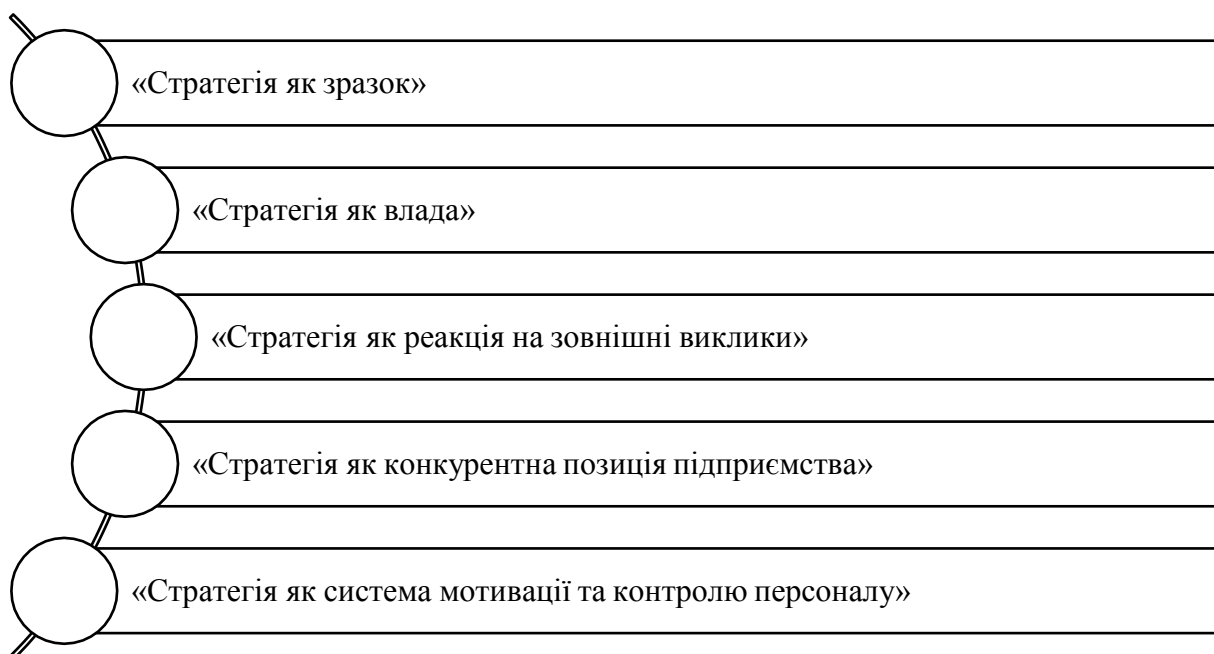 «Стратегія як зразок»
«Стратегія як влада»
«Стратегія як реакція на зовнішні виклики»
«Стратегія як конкурентна позиція підприємства»
«Стратегія як система мотивації та контролю персоналу»